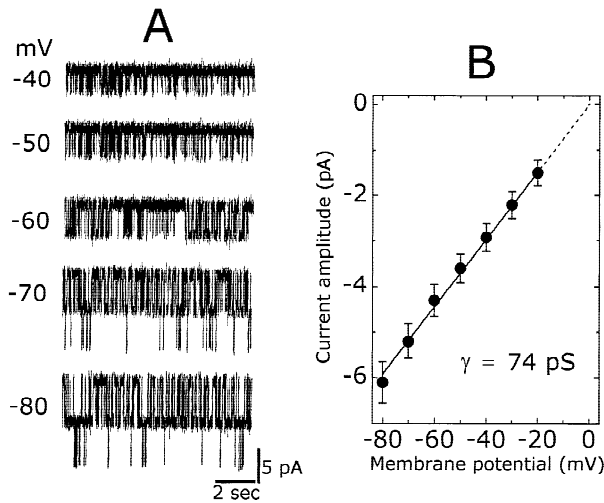 A
mV
-40
-50
-60
-70
-80
5 pA
2 sec
B
Current amplitude (pA)
0
-2
-4
-6
γ = 74 pS
-80 -60 -40 -20 0
Membrane potential (mV)